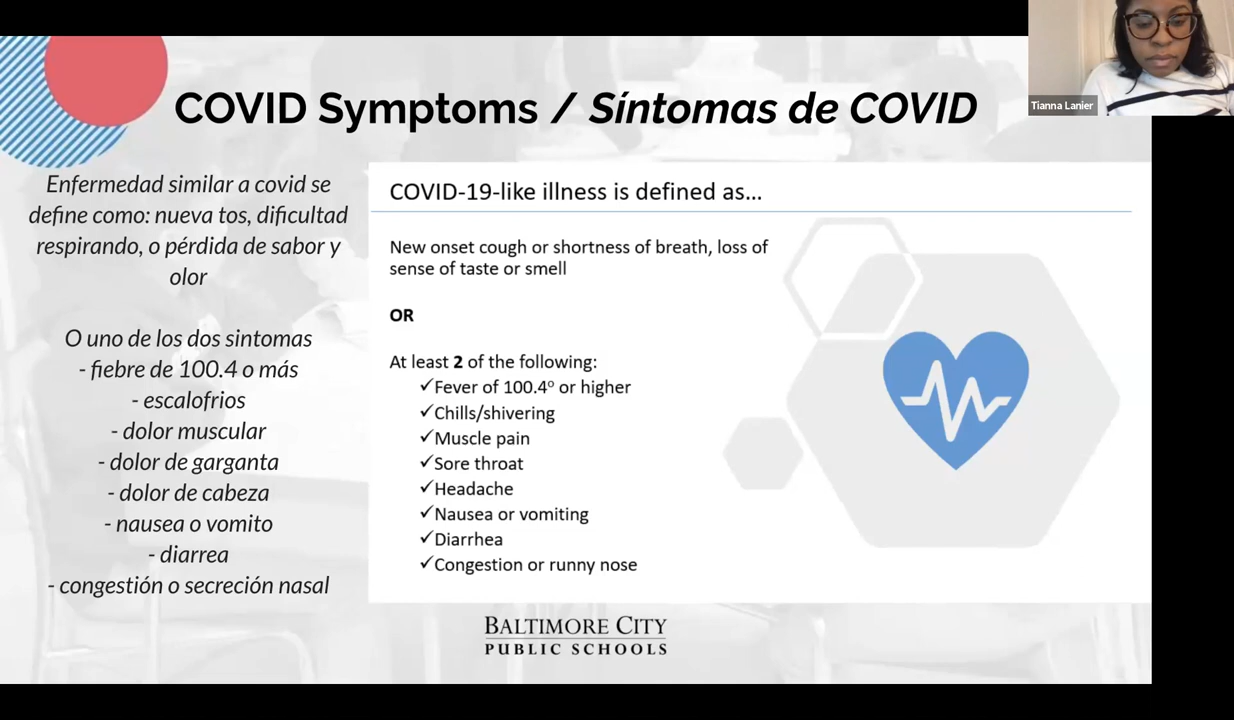 COVID Symptoms / Síntomas de COVID
Tianna Lanier
Enfermedad similar a covid se
define como: nueva tos, dificultad
respirando, o pérdida de sabor y
olor
O uno de los dos sintomas
- fiebre de 100.4 o más
- escalofrios
- dolor muscular
- dolor de garganta
- dolor de cabeza
- nausea o vomito
- diarrea
- congestión o secreción nasal
COVID-19-like illness is defined as...
New onset cough or shortness of breath, loss of
sense of taste or smell
OR
At least 2 of the following:
✓Fever of 100.4° or higher
✓Chills/shivering
✓Muscle pain
✓Sore throat
✓Headache
✓Nausea or vomiting
✓Diarrhea
✓Congestion or runny nose
BALTIMORE CITY
PUBLIC SCHOOLS